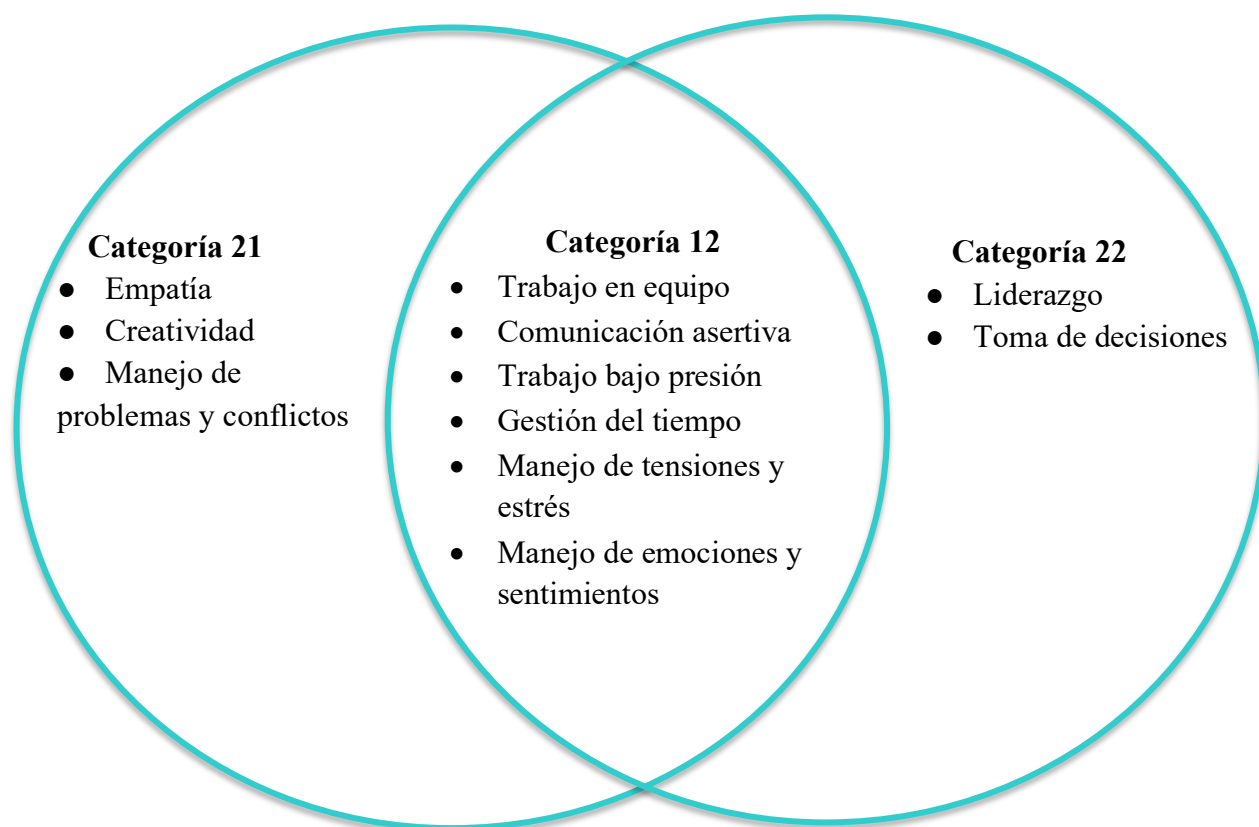 Categoría 21
● Empatía
● Creatividad
● Manejo de
problemas y conflictos
Categoría 12
● Trabajo en equipo
● Comunicación asertiva
● Trabajo bajo presión
● Gestión del tiempo
● Manejo de tensiones y
estrés
● Manejo de emociones y
sentimientos
Categoría 22
● Liderazgo
● Toma de decisiones